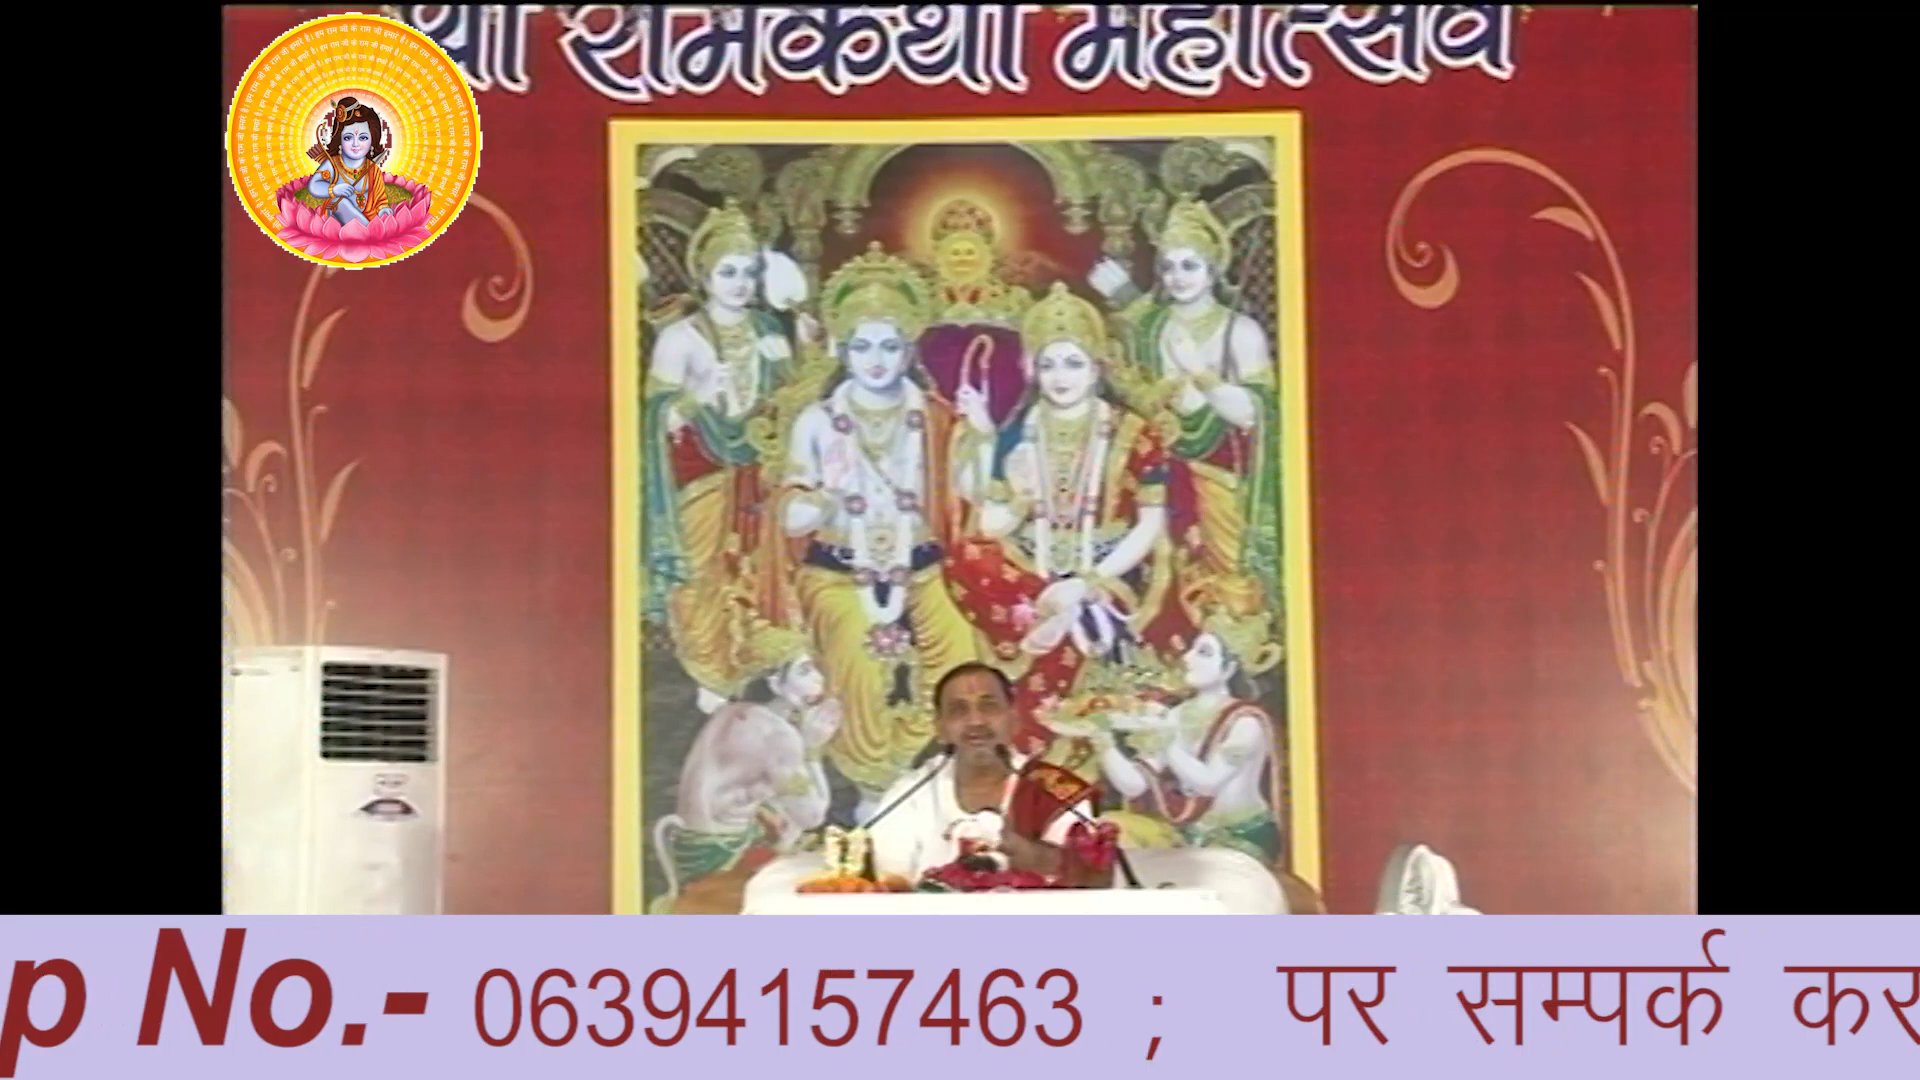 श्री रामकथा महोत्सव
p No.- 06394157463 ; पर सम्पर्क कर